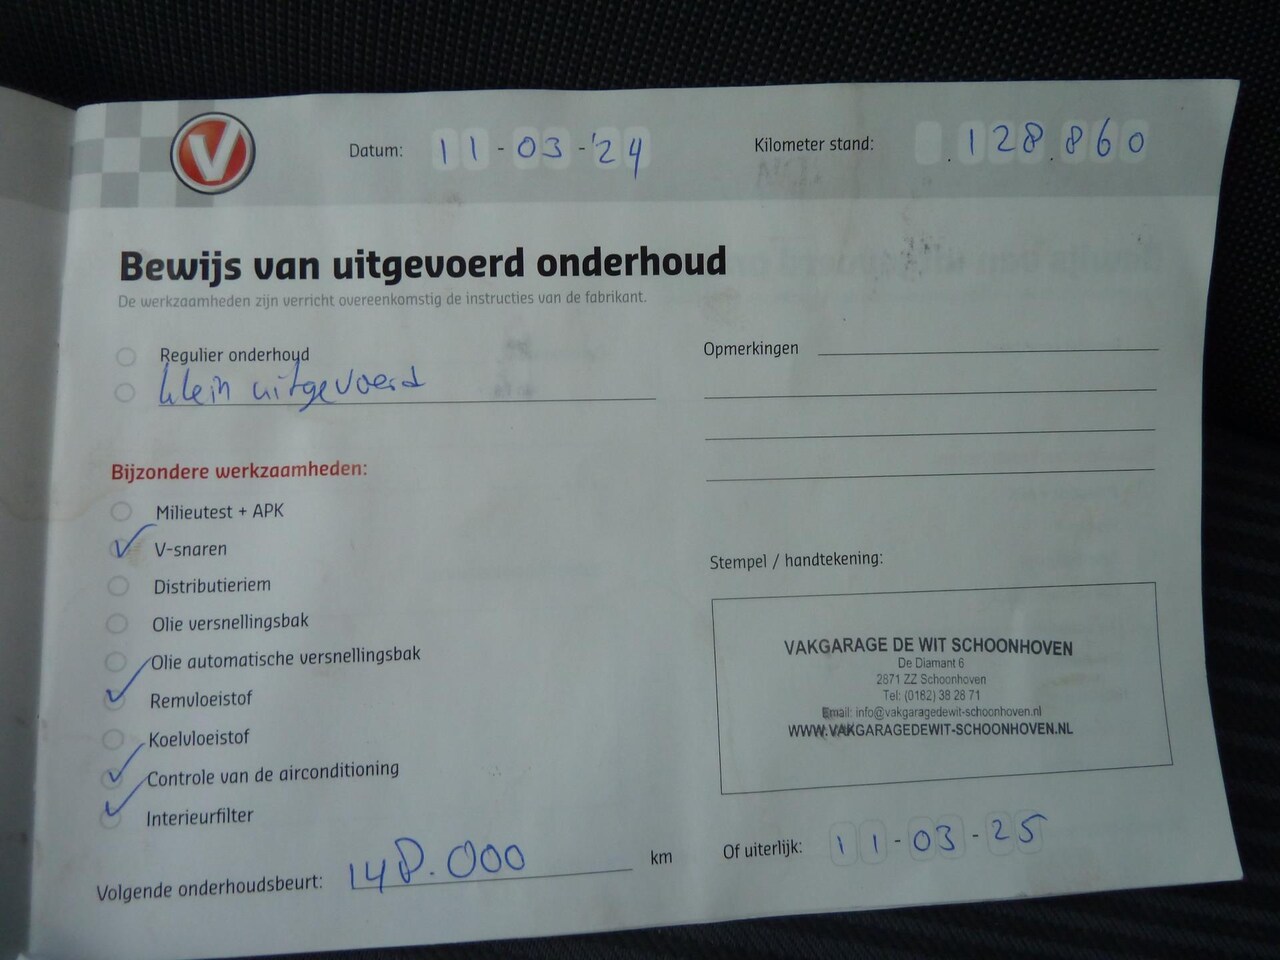 V
Datum: 11-03-'24
Kilometer stand: .128.860
Bewijs van uitgevoerd onderhoud
De werkzaamheden zijn verricht overeenkomstig de instructies van de fabrikant.
Regulier onderhoud
klein uitgevoerd
Opmerkingen
Bijzondere werkzaamheden:
Milieutest + APK
V-snaren
Distributieriem
Olie versnellingsbak
Olie automatische versnellingsbak
Remvloeistof
Koelvloeistof
Controle van de airconditioning
Interieurfilter
Volgende onderhoudsbeurt: 148.000 km
Stempel / handtekening:
VAKGARAGE DE WIT SCHOONHOVEN
De Diamant 6
2871 ZZ Schoonhoven
Tel: (0182) 38 28 71
Email: info@vakgaragedewit-schoonhoven.nl
WWW.VAKGARAGEDEWIT-SCHOONHOVEN.NL
Of uiterlijk: 11-03-25